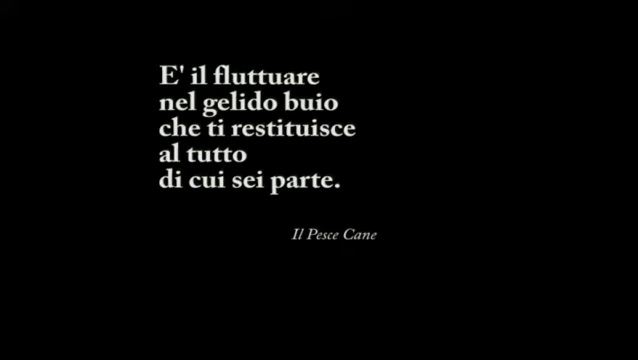 E' il fluttuare
nel gelido buio
che ti restituisce
al tutto
di cui sei parte.
Il Pesce Cane